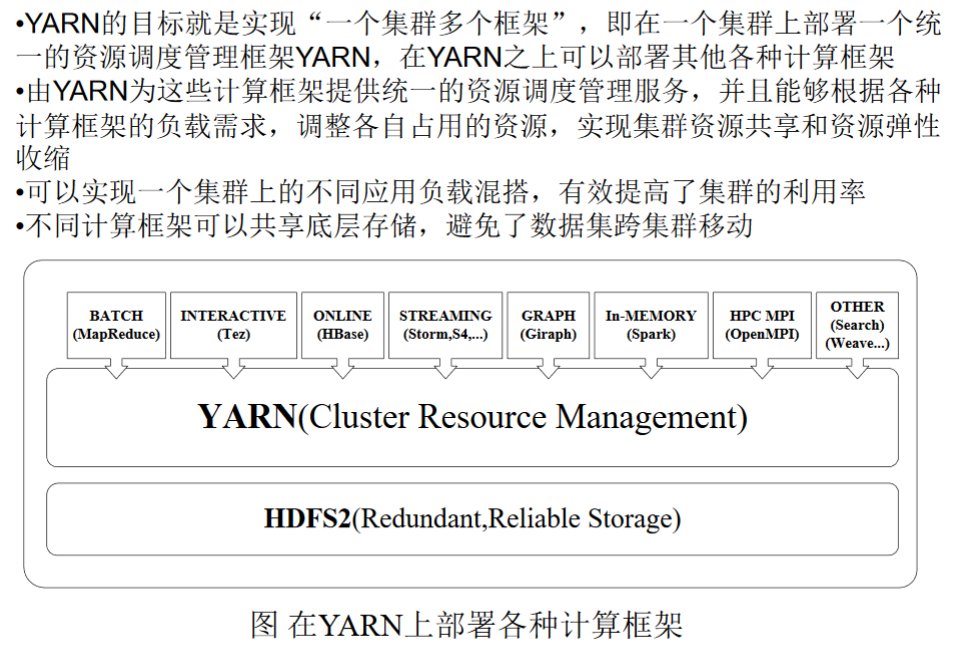 •YARN的目标就是实现“一个集群多个框架”，即在一个集群上部署一个统
一的资源调度管理框架YARN，在YARN之上可以部署其他各种计算框架
•由YARN为这些计算框架提供统一的资源调度管理服务，并且能够根据各种
计算框架的负载需求，调整各自占用的资源，实现集群资源共享和资源弹性
收缩
•可以实现一个集群上的不同应用负载混搭，有效提高了集群的利用率
•不同计算框架可以共享底层存储，避免了数据集跨集群移动
BATCH
(MapReduce)
INTERACTIVE
(Tez)
ONLINE
(HBase)
STREAMING
(Storm,S4,...)
GRAPH
(Giraph)
In-MEMORY
(Spark)
HPC MPI
(OpenMPI)
OTHER
(Search)
(Weave...)
YARN(Cluster Resource Management)
HDFS2(Redundant,Reliable Storage)
图 在YARN上部署各种计算框架